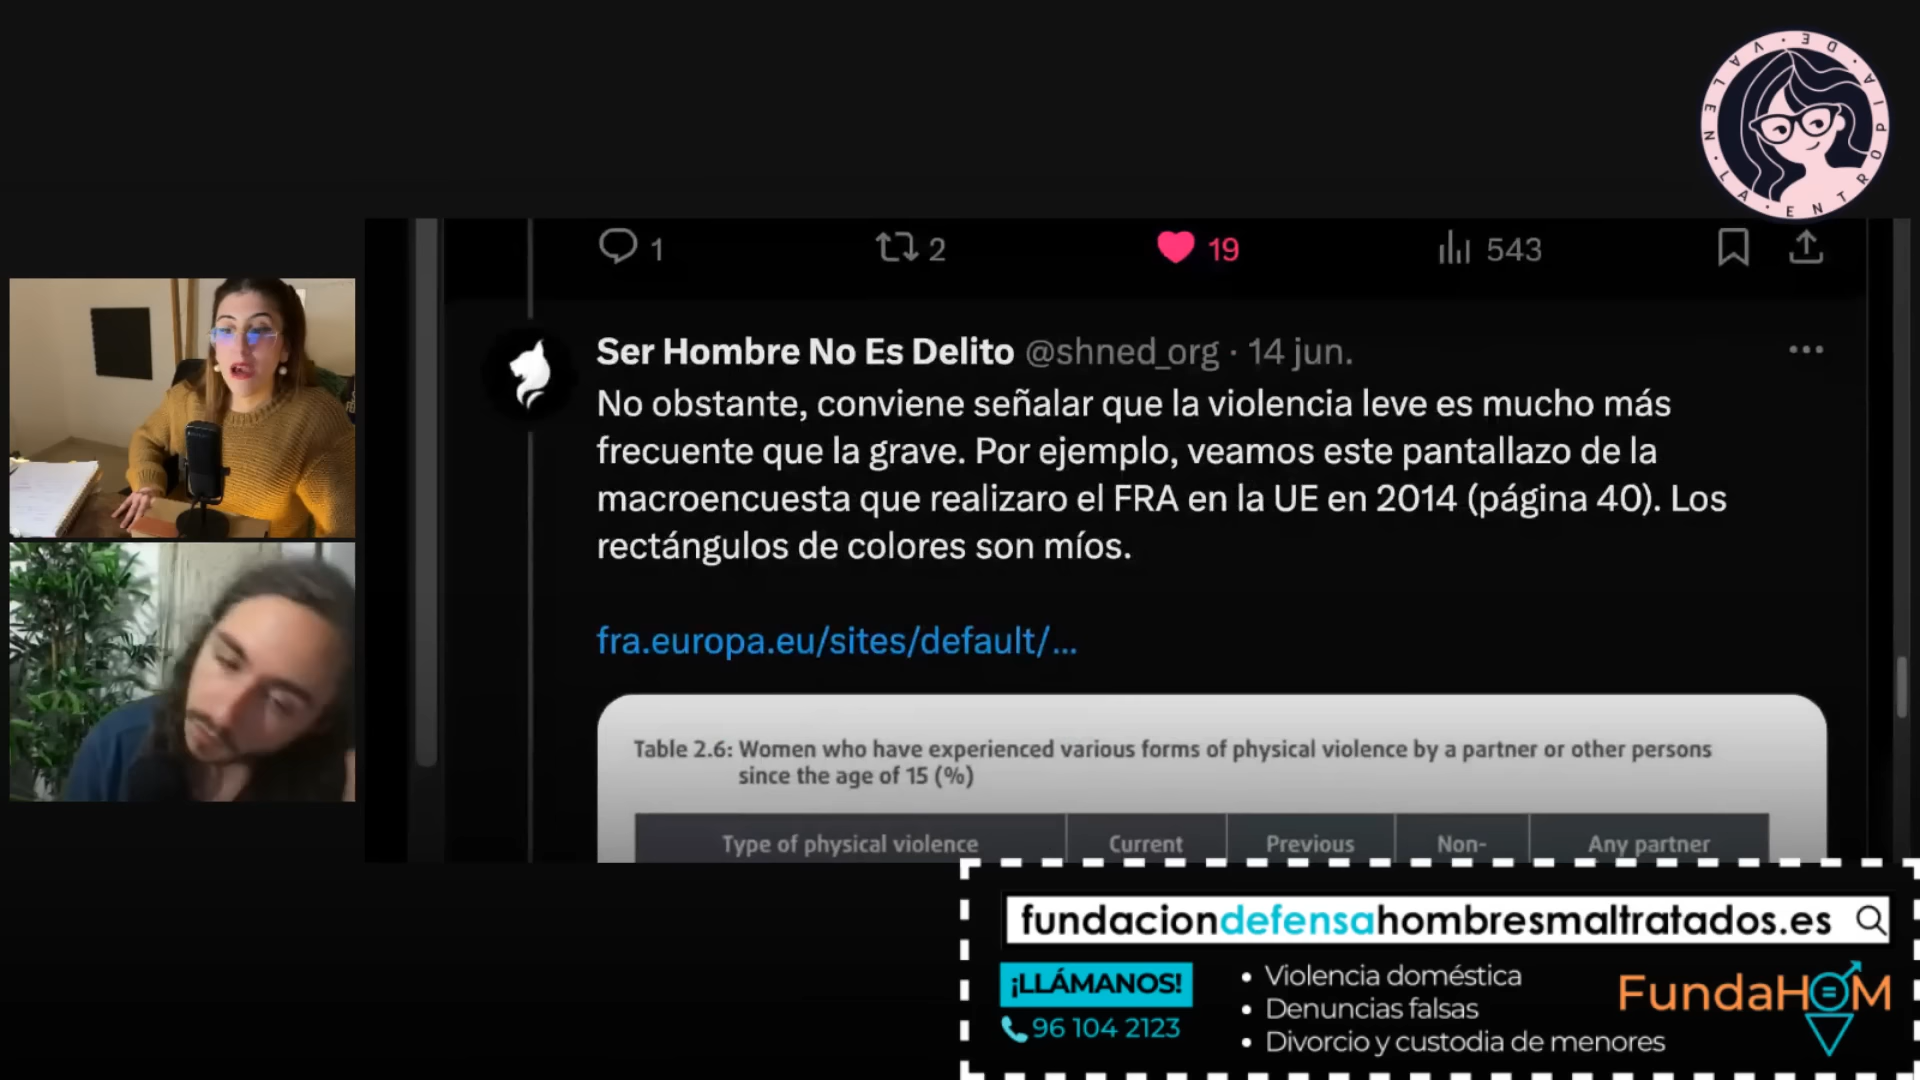 VALEN · LA · ENTROPIA · DE ·
1 2 19 543
Ser Hombre No Es Delito @shned_org · 14 jun.
No obstante, conviene señalar que la violencia leve es mucho más
frecuente que la grave. Por ejemplo, veamos este pantallazo de la
macroencuesta que realizaro el FRA en la UE en 2014 (página 40). Los
rectángulos de colores son míos.
fra.europa.eu/sites/default/...
Table 2.6: Women who have experienced various forms of physical violence by a partner or other persons
since the age of 15 (%)
Type of physical violence Current Previous Non- Any partner
fundaciondefensahombresmaltratados.es
¡LLÁMANOS!
96 104 2123
• Violencia doméstica
• Denuncias falsas
• Divorcio y custodia de menores
FundaHOM